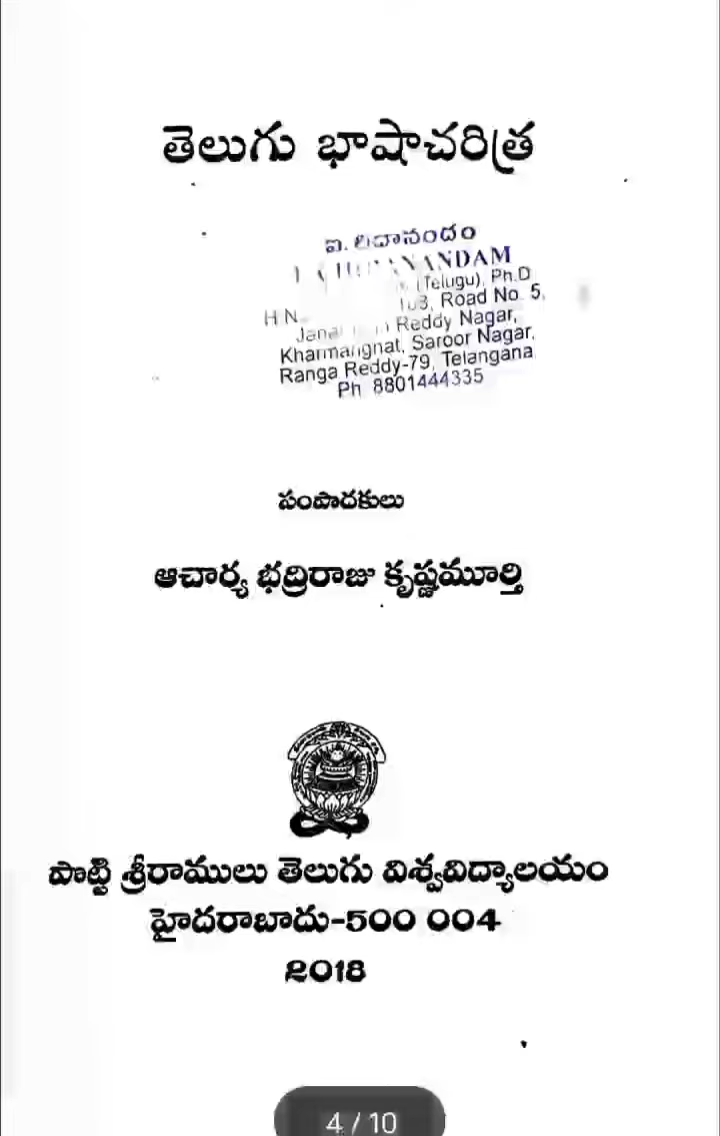 తెలుగు భాషాచరిత్ర
ఐ. చిదానందం
(Telugu), Ph.D
Road No. 5,
Reddy Nagar,
Kharmangnat, Saroor Nagar,
Ranga Reddy-79, Telangana
Ph 8801444335
సంపాదకులు
ఆచార్య భద్రిరాజు కృష్ణమూర్తి
పొట్టి శ్రీరాములు తెలుగు విశ్వవిద్యాలయం
హైదరాబాదు-500 004
2018
4 / 10